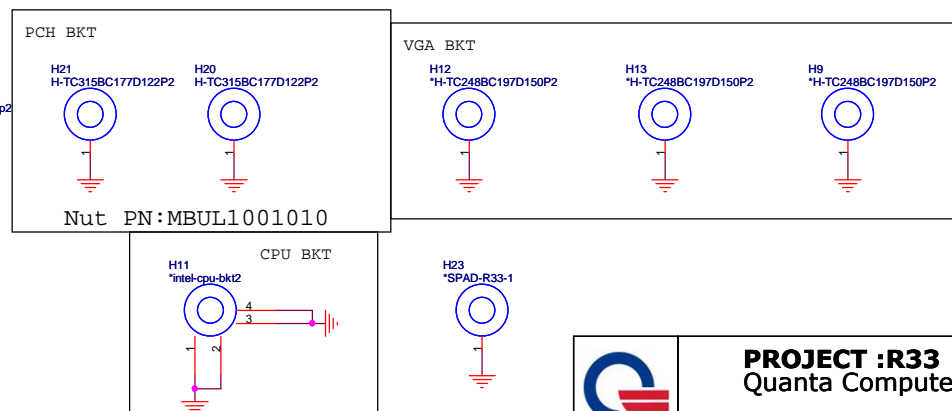 PCH BKT
H21
H-TC315BC177D122P2
H20
H-TC315BC177D122P2
p2
1
1
Nut PN:MBUL1001010
VGA BKT
H12
*H-TC248BC197D150P2
H13
*H-TC248BC197D150P2
H9
*H-TC248BC197D150P2
1
1
1
CPU BKT
H11
*intel-cpu-bkt2
4
3
1
2
H23
*SPAD-R33-1
1
PROJECT :R33
Quanta Compute